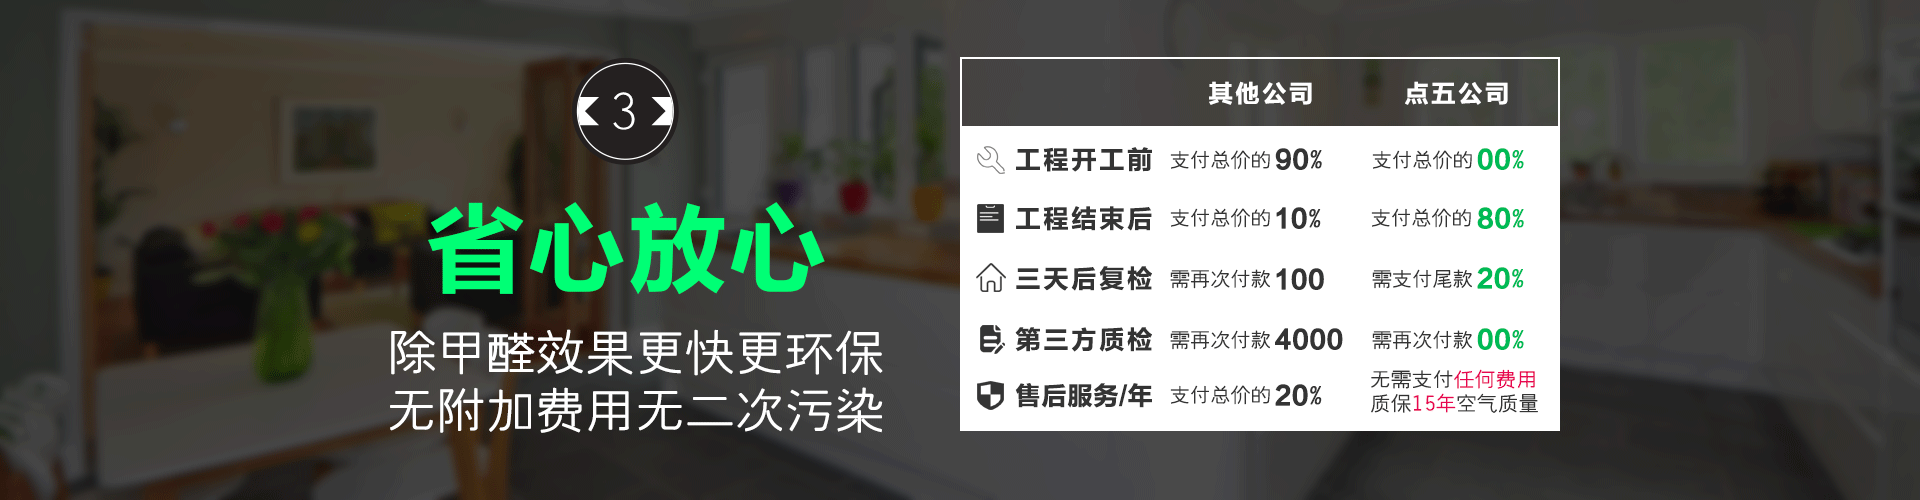 3
省心放心
除甲醛效果更快更环保
无附加费用无二次污染
其他公司 点五公司
工程开工前 支付总价的90% 支付总价的00%
工程结束后 支付总价的10% 支付总价的80%
三天后复检 需再次付款100 需支付尾款20%
第三方质检 需再次付款4000 需再次付款00%
售后服务/年 支付总价的20% 无需支付任何费用
质保15年空气质量